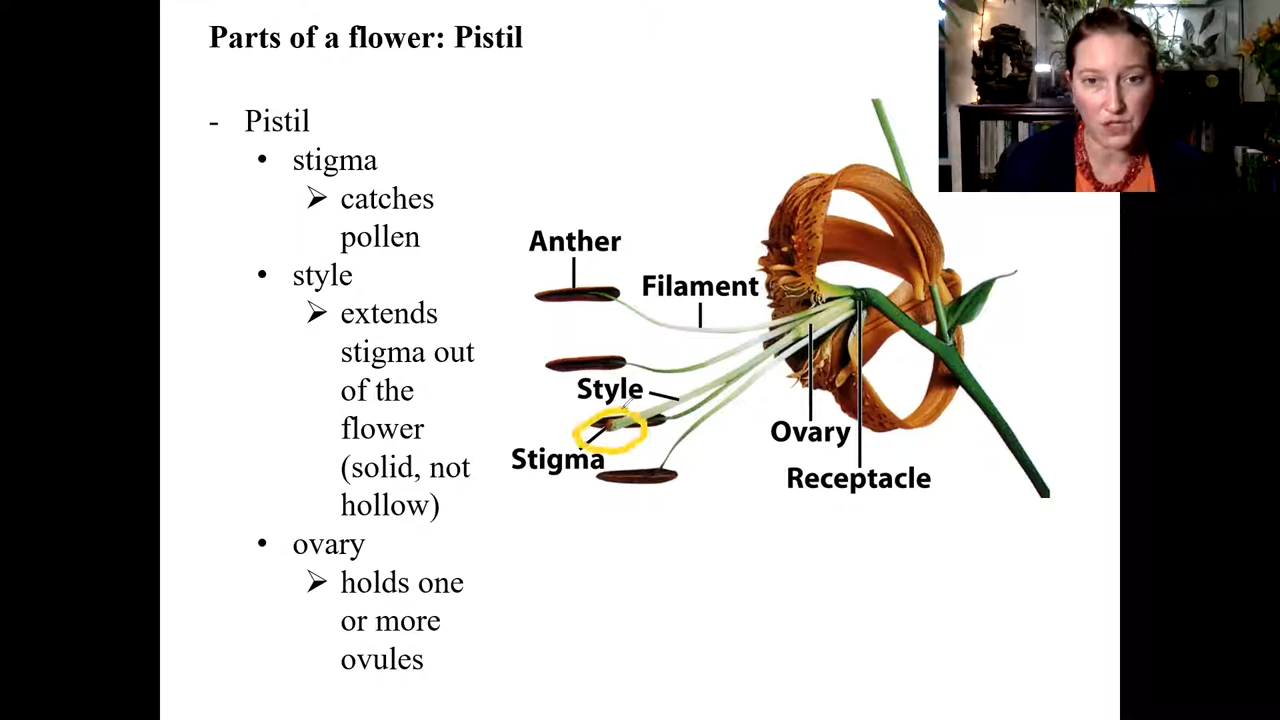 Parts of a flower: Pistil
- Pistil
• stigma
➢ catches
pollen
• style
➢ extends
stigma out
of the
flower
(solid, not
hollow)
• ovary
➢ holds one
or more
ovules
Anther
Filament
Style
Stigma
Ovary
Receptacle